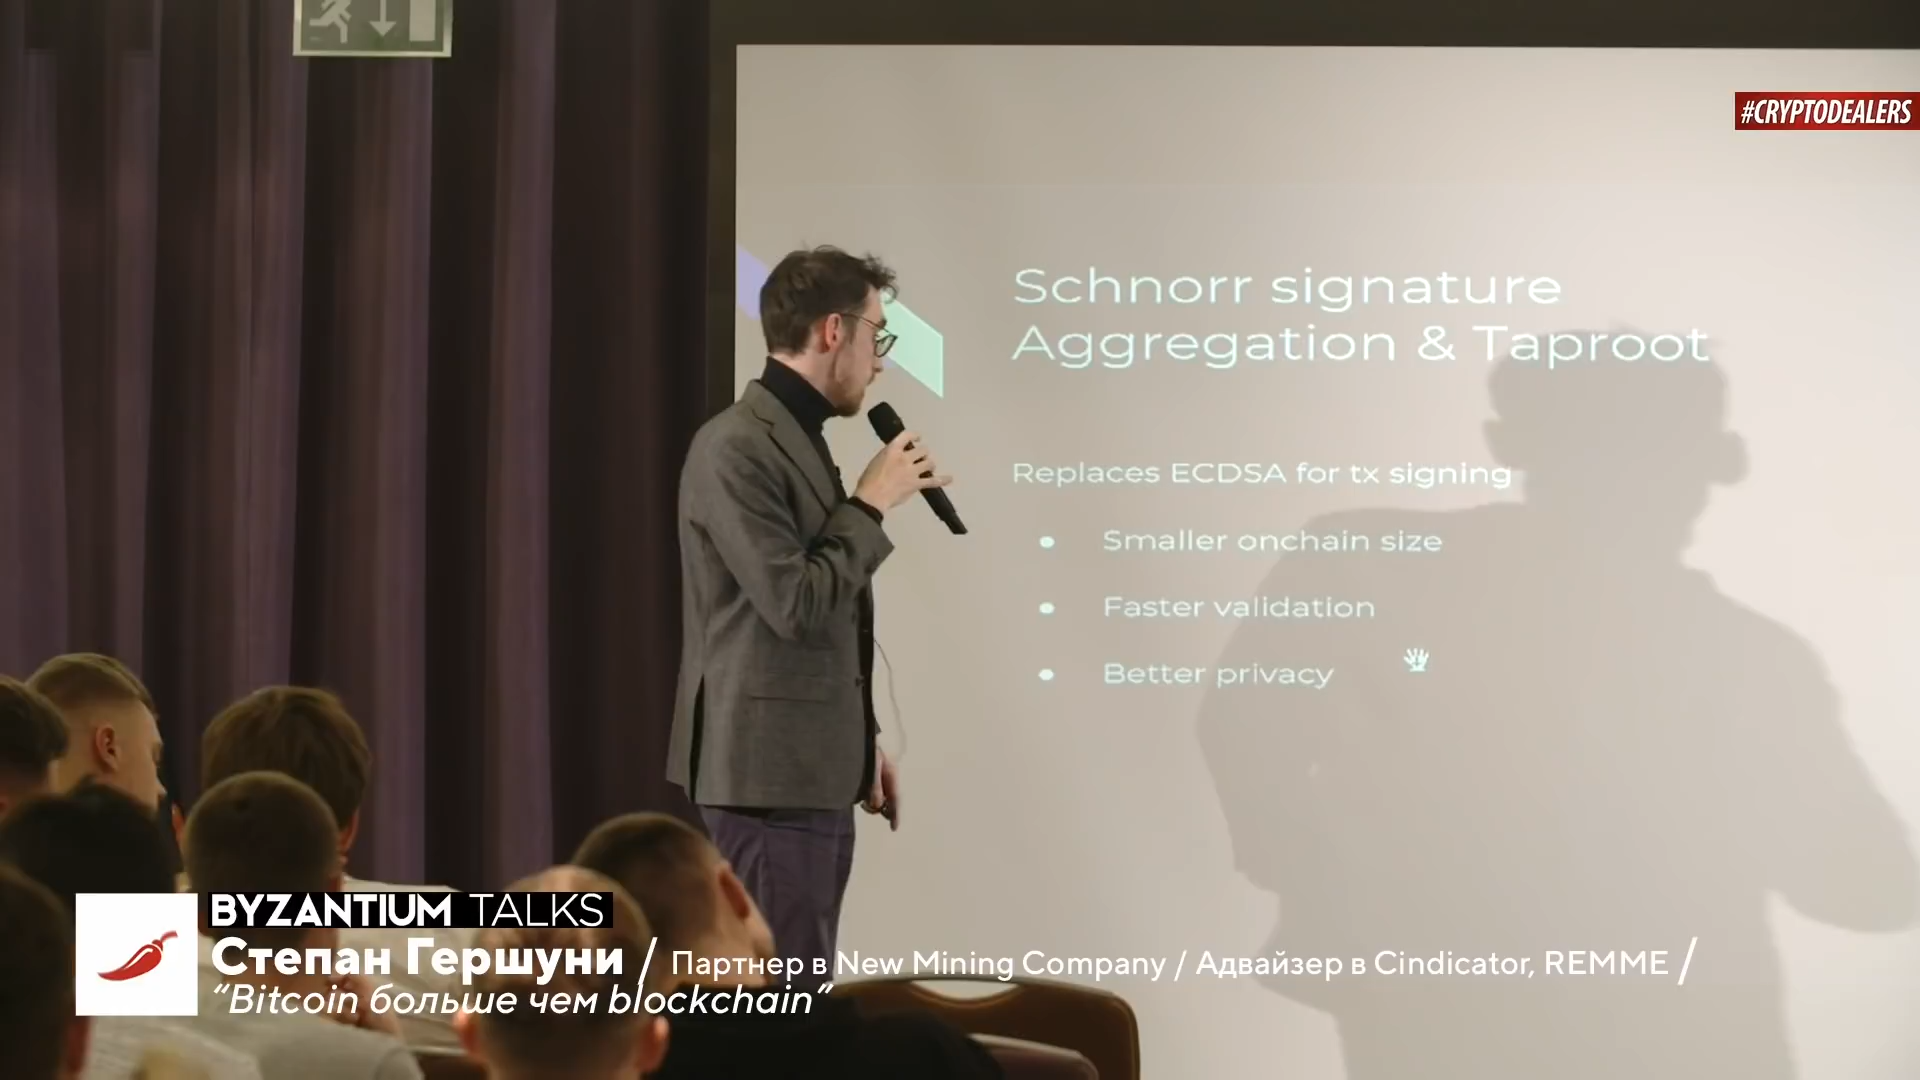 #CRYPTODEALERS
Schnorr signature
Aggregation & Taproot
Replaces ECDSA for tx signing
• Smaller onchain size
• Faster validation
• Better privacy
BYZANTIUM TALKS
Степан Гершуни / Партнер в New Mining Company / Адвайзер в Cindicator, REMME /
“Bitcoin больше чем blockchain”